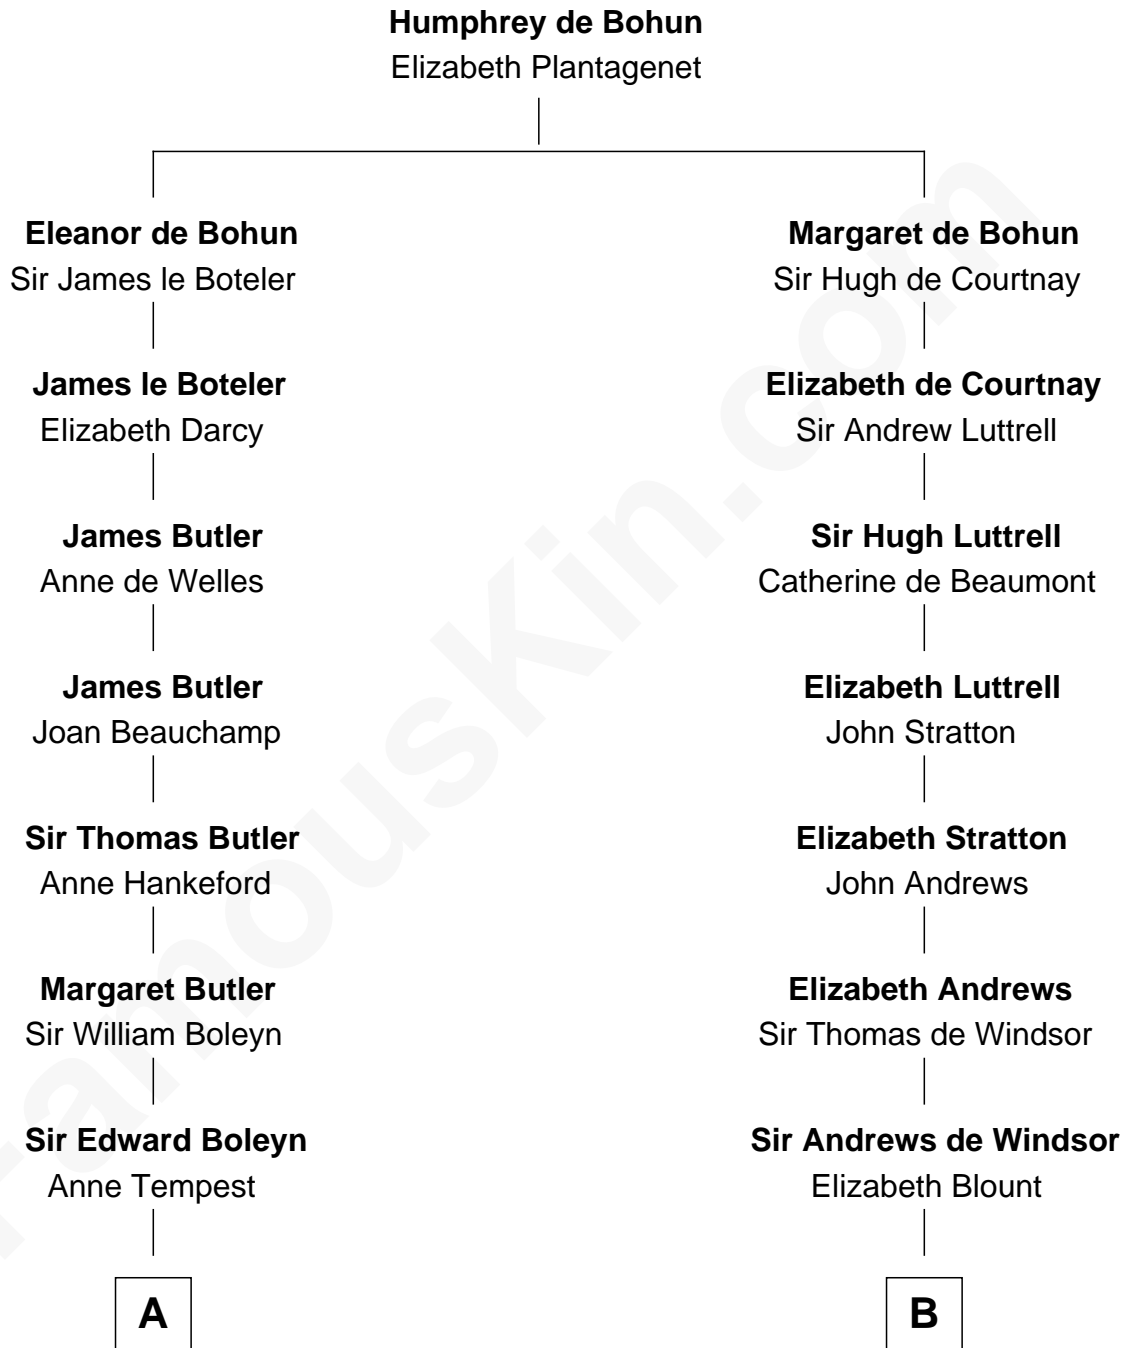 Humphrey de Bohun
Elizabeth Plantagenet
Eleanor de Bohun
Sir James le Boteler
James le Boteler
Elizabeth Darcy
James Butler
Anne de Welles
James Butler
Joan Beauchamp
Sir Thomas Butler
Anne Hankeford
Margaret Butler
Sir William Boleyn
Sir Edward Boleyn
Anne Tempest
A
Margaret de Bohun
Sir Hugh de Courtnay
Elizabeth de Courtnay
Sir Andrew Luttrell
Sir Hugh Luttrell
Catherine de Beaumont
Elizabeth Luttrell
John Stratton
Elizabeth Stratton
John Andrews
Elizabeth Andrews
Sir Thomas de Windsor
Sir Andrews de Windsor
Elizabeth Blount
B
FamousKin.com